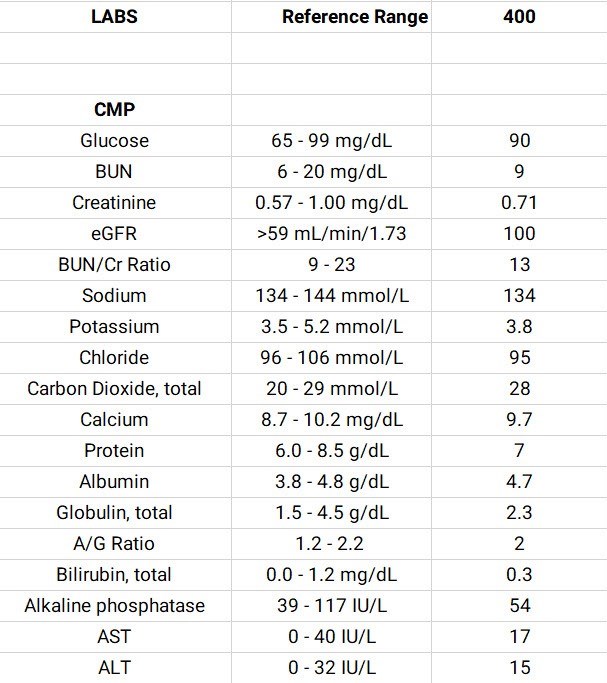 LABS Reference Range 400
CMP
Glucose 65 - 99 mg/dL 90
BUN 6 - 20 mg/dL 9
Creatinine 0.57 - 1.00 mg/dL 0.71
eGFR >59 mL/min/1.73 100
BUN/Cr Ratio 9 - 23 13
Sodium 134 - 144 mmol/L 134
Potassium 3.5 - 5.2 mmol/L 3.8
Chloride 96 - 106 mmol/L 95
Carbon Dioxide, total 20 - 29 mmol/L 28
Calcium 8.7 - 10.2 mg/dL 9.7
Protein 6.0 - 8.5 g/dL 7
Albumin 3.8 - 4.8 g/dL 4.7
Globulin, total 1.5 - 4.5 g/dL 2.3
A/G Ratio 1.2 - 2.2 2
Bilirubin, total 0.0 - 1.2 mg/dL 0.3
Alkaline phosphatase 39 - 117 IU/L 54
AST 0 - 40 IU/L 17
ALT 0 - 32 IU/L 15